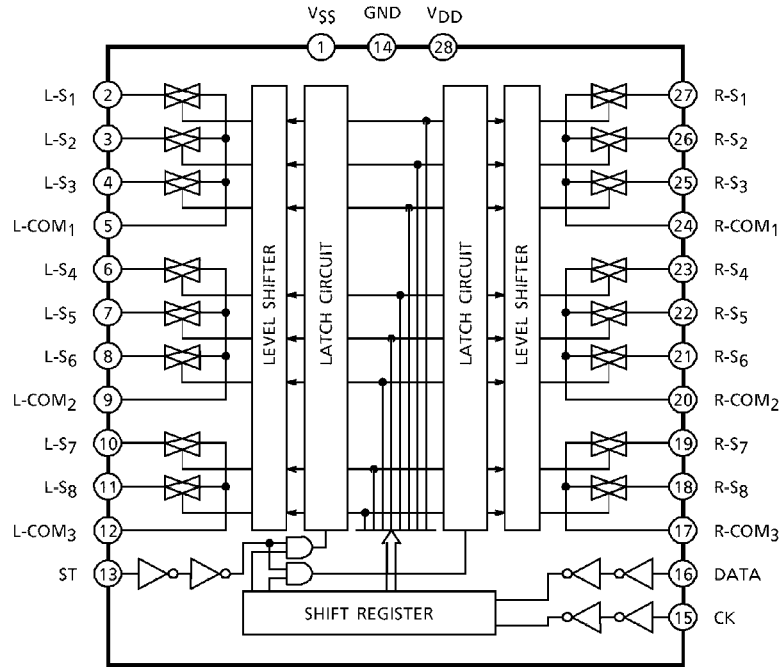 VSS GND VDD
1 14 28
L-S1 2 27 R-S1
L-S2 3 26 R-S2
L-S3 4 25 R-S3
L-COM1 5 24 R-COM1
L-S4 6 23 R-S4
L-S5 7 22 R-S5
L-S6 8 21 R-S6
L-COM2 9 20 R-COM2
L-S7 10 19 R-S7
L-S8 11 18 R-S8
L-COM3 12 17 R-COM3
ST 13 16 DATA
15 CK
LEVEL SHIFTER
LATCH CIRCUIT
LATCH CIRCUIT
LEVEL SHIFTER
SHIFT REGISTER